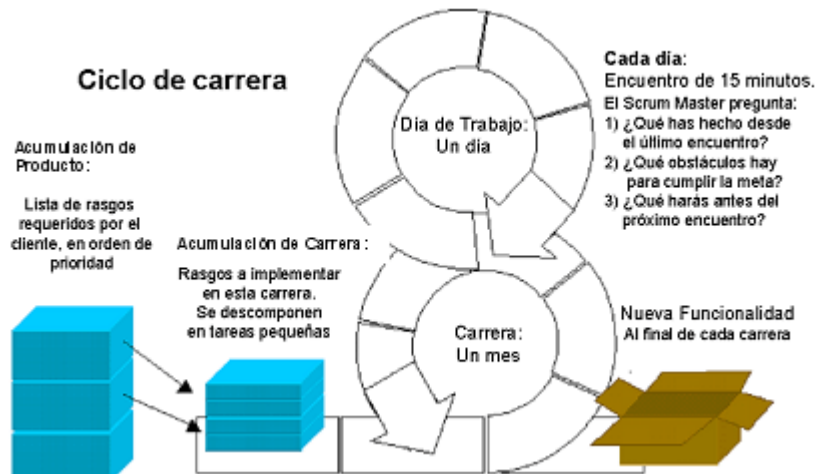 Ciclo de carrera
Acumulación de
Producto:
Lista de rasgos
requeridos por el
cliente, en orden de
prioridad
Acumulación de Carrera:
Rasgos a implementar
en esta carrera.
Se descomponen
en tareas pequeñas
Día de Trabajo:
Un día
Carrera:
Un mes
Cada día:
Encuentro de 15 minutos.
El Scrum Master pregunta:
1) ¿Qué has hecho desde
el último encuentro?
2) ¿Qué obstáculos hay
para cumplir la meta?
3) ¿Qué harás antes del
próximo encuentro?
Nueva Funcionalidad
Al final de cada carrera